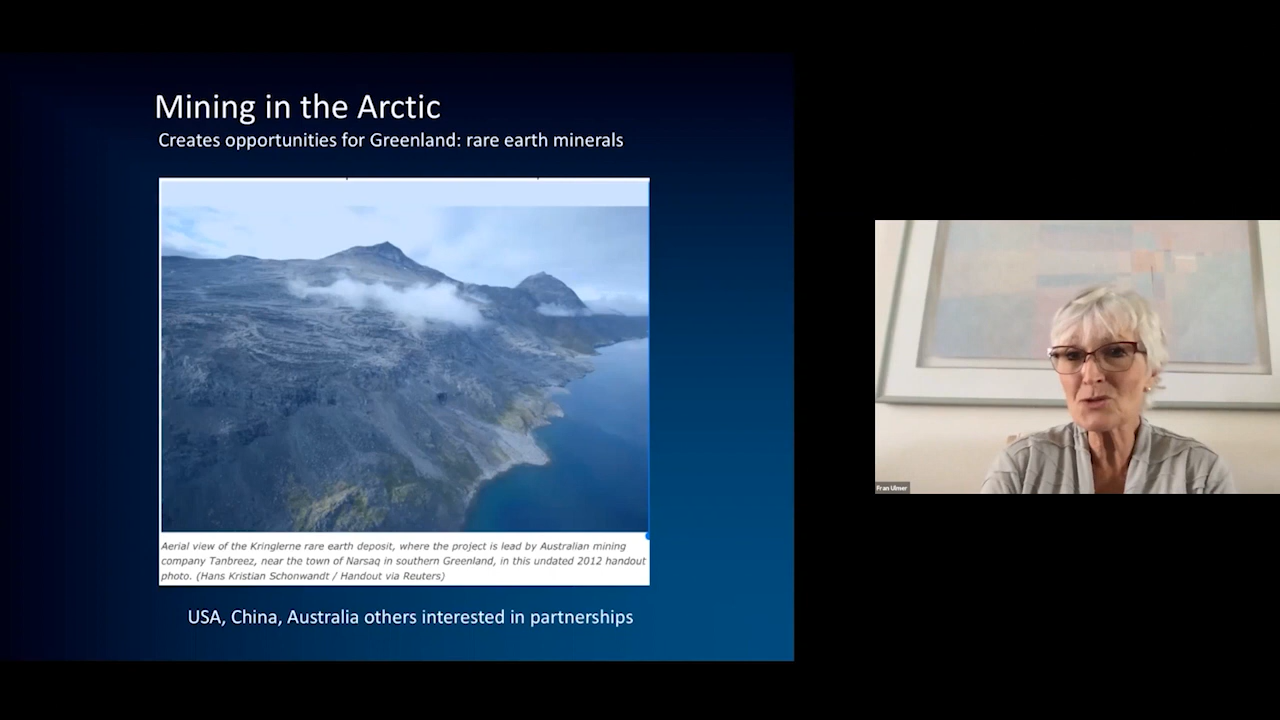 Mining in the Arctic
Creates opportunities for Greenland: rare earth minerals
Aerial view of the Kringlerne rare earth deposit, where the project is lead by Australian mining
company Tanbreez, near the town of Narsaq in southern Greenland, in this undated 2012 handout
photo. (Hans Kristian Schonwandt / Handout via Reuters)
USA, China, Australia others interested in partnerships
Fran Ulmer